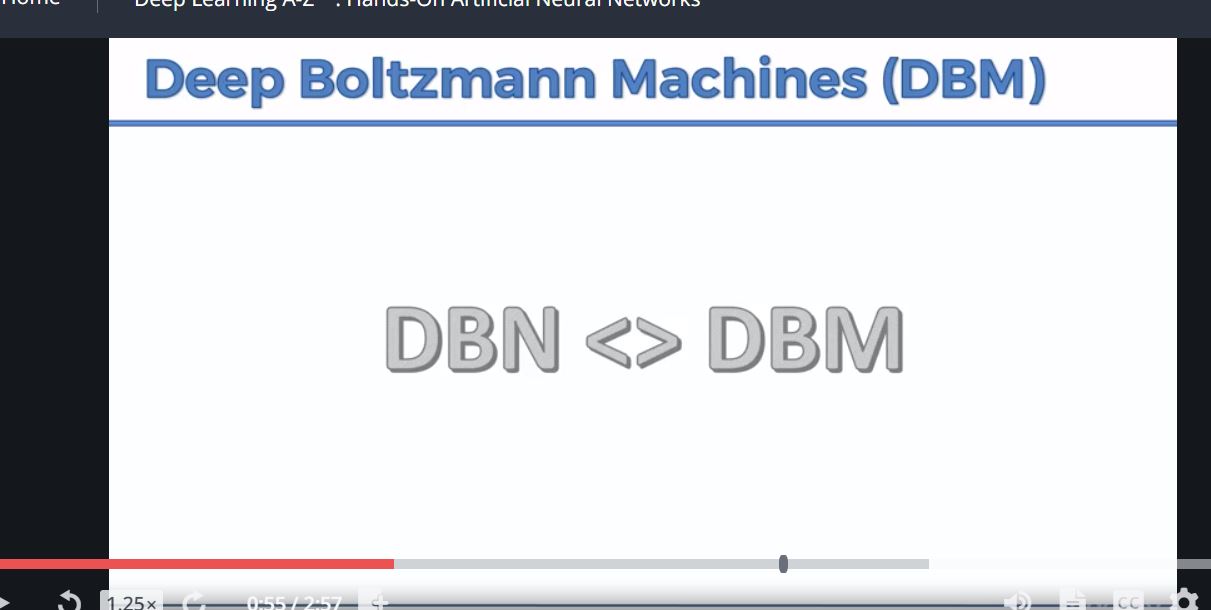 Home
Deep Learning A-Z™: Hands-On Artificial Neural Networks
Deep Boltzmann Machines (DBM)
DBN <> DBM
1.25×
0:55 / 2:57
CC